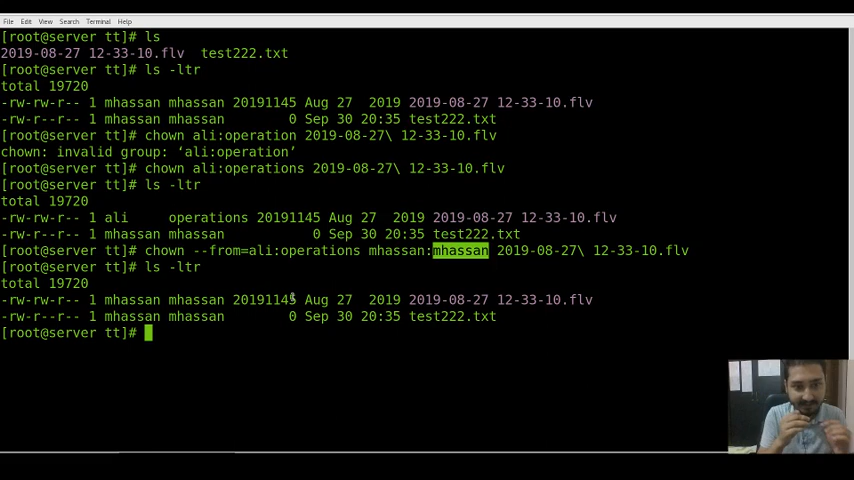 File Edit View Search Terminal Help
[root@server tt]# ls
2019-08-27 12-33-10.flv  test222.txt
[root@server tt]# ls -ltr
total 19720
-rw-rw-r-- 1 mhassan mhassan 20191145 Aug 27  2019 2019-08-27 12-33-10.flv
-rw-r--r-- 1 mhassan mhassan        0 Sep 30 20:35 test222.txt
[root@server tt]# chown ali:operation 2019-08-27\ 12-33-10.flv
chown: invalid group: ‘ali:operation’
[root@server tt]# chown ali:operations 2019-08-27\ 12-33-10.flv
[root@server tt]# ls -ltr
total 19720
-rw-rw-r-- 1 ali     operations 20191145 Aug 27  2019 2019-08-27 12-33-10.flv
-rw-r--r-- 1 mhassan mhassan           0 Sep 30 20:35 test222.txt
[root@server tt]# chown --from=ali:operations mhassan:mhassan 2019-08-27\ 12-33-10.flv
[root@server tt]# ls -ltr
total 19720
-rw-rw-r-- 1 mhassan mhassan 20191145 Aug 27  2019 2019-08-27 12-33-10.flv
-rw-r--r-- 1 mhassan mhassan        0 Sep 30 20:35 test222.txt
[root@server tt]#